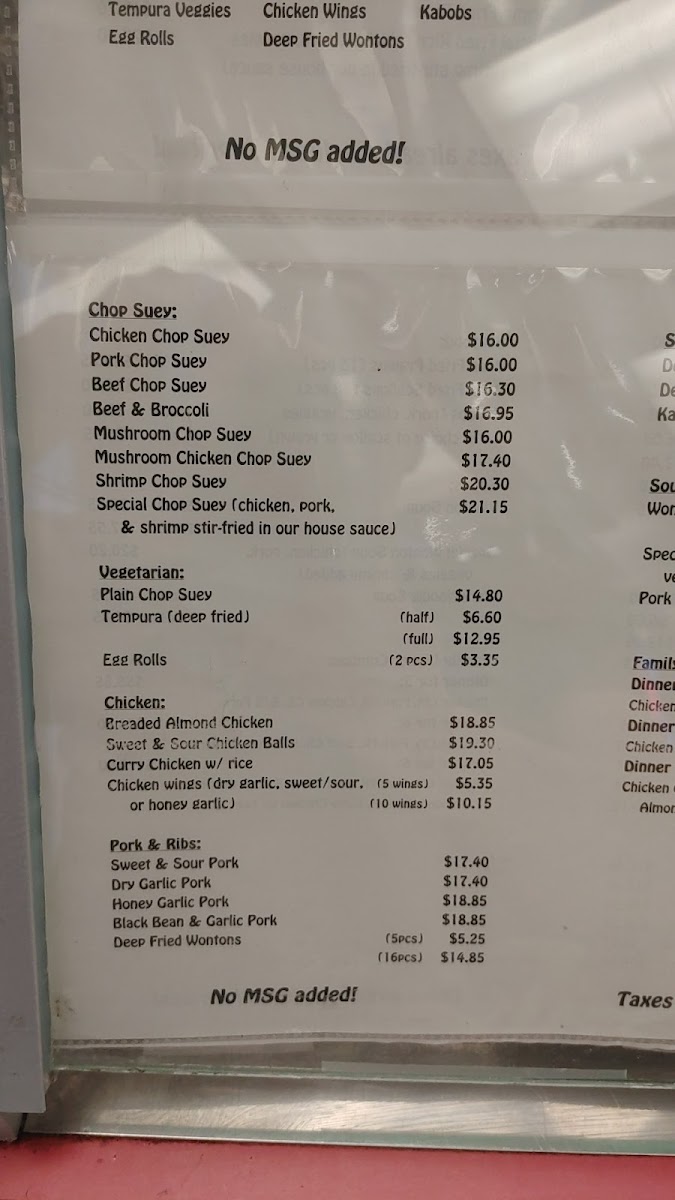 Tempura Veggies Chicken Wings Kabobs
Egg Rolls Deep Fried Wontons
No MSG added!
Chop Suey:
Chicken Chop Suey $16.00
Pork Chop Suey $16.00
Beef Chop Suey $16.30
Beef & Broccoli $16.95
Mushroom Chop Suey $16.00
Mushroom Chicken Chop Suey $17.40
Shrimp Chop Suey $20.30
Special Chop Suey (chicken, pork, $21.15
& shrimp stir-fried in our house sauce)
Vegetarian:
Plain Chop Suey $14.80
Tempura (deep fried) (half) $6.60
(full) $12.95
Egg Rolls (2 pcs) $3.35
Chicken:
Breaded Almond Chicken $18.85
Sweet & Sour Chicken Balls $19.30
Curry Chicken w/ rice $17.05
Chicken wings (dry garlic, sweet/sour, (5 wings) $5.35
or honey garlic) (10 wings) $10.15
Pork & Ribs:
Sweet & Sour Pork $17.40
Dry Garlic Pork $17.40
Honey Garlic Pork $18.85
Black Bean & Garlic Pork $18.85
Deep Fried Wontons (5pcs) $5.25
(16pcs) $14.85
No MSG added!
Pork
Dinner
Chicken
Dinner
Chicken
Dinner
Chicken
Taxes